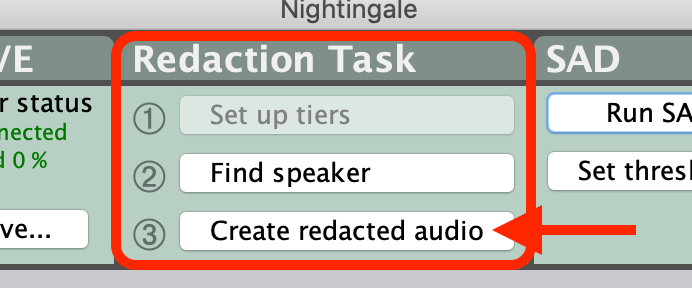 Nightingale
VE
r status
nected
d 0 %
ve...
Redaction Task
① Set up tiers
② Find speaker
③ Create redacted audio
SAD
Run SA
Set thresh